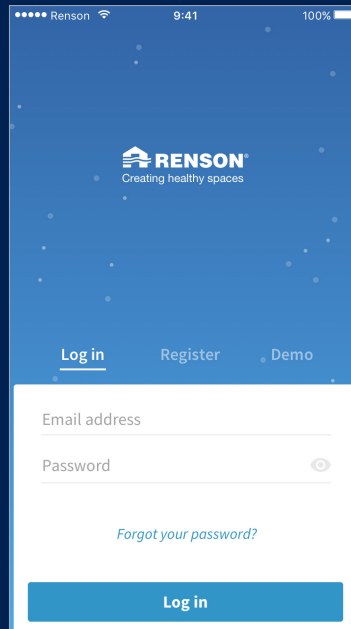 ●●●●● Renson 9:41 100%
RENSON®
Creating healthy spaces
Log in Register Demo
Email address
Password
Forgot your password?
Log in